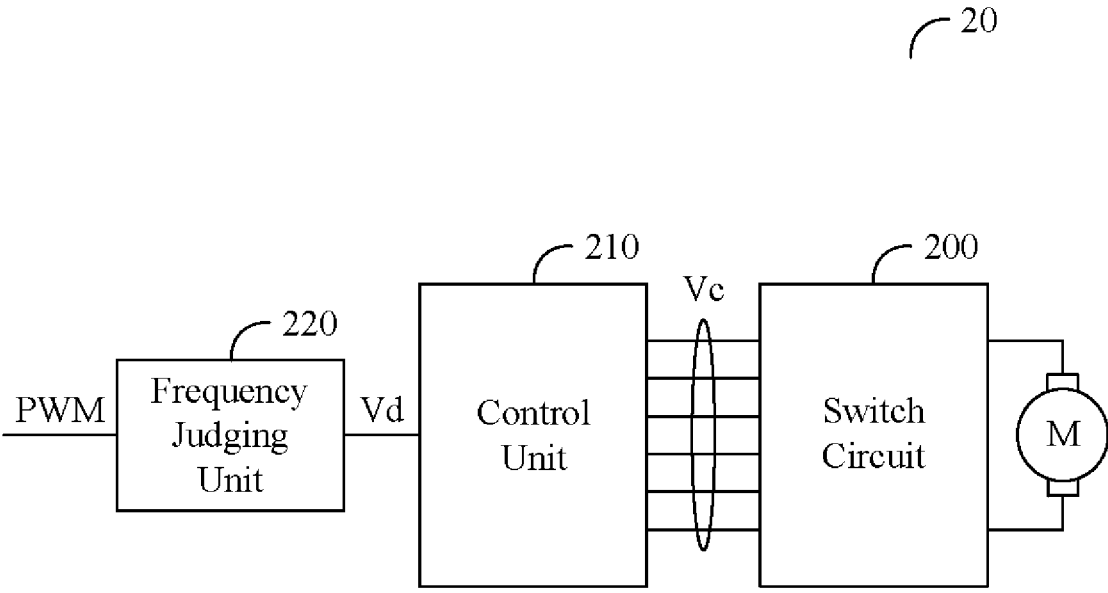 20
210
200
Vc
220
PWM
Frequency
Judging
Unit
Vd
Control
Unit
Switch
Circuit
M